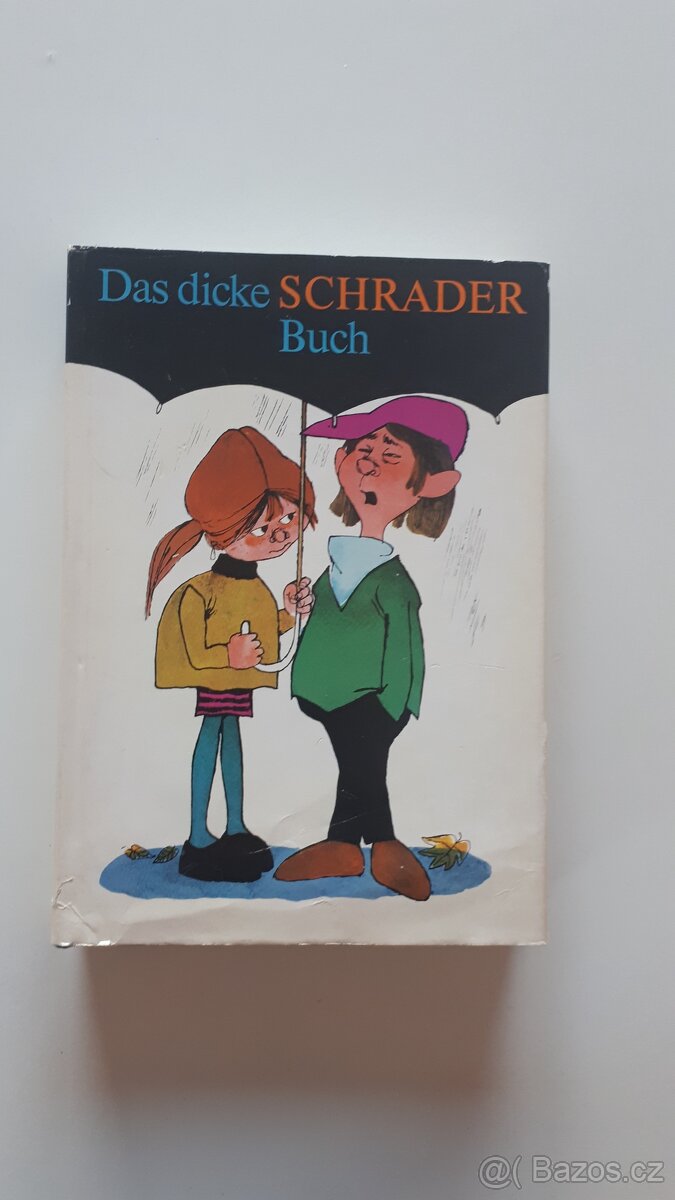 Das dicke SCHRADER
Buch
@( Bazos.cz